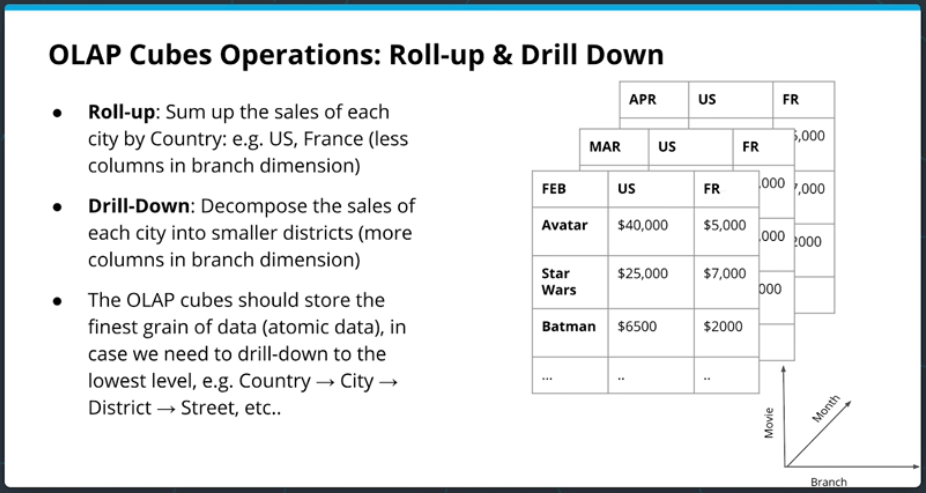 OLAP Cubes Operations: Roll-up & Drill Down
● Roll-up: Sum up the sales of each
city by Country: e.g. US, France (less
columns in branch dimension)
● Drill-Down: Decompose the sales of
each city into smaller districts (more
columns in branch dimension)
● The OLAP cubes should store the
finest grain of data (atomic data), in
case we need to drill-down to the
lowest level, e.g. Country → City →
District → Street, etc..
APR US FR
,000
,000
2000
MAR US FR
,000
,000
000
FEB US FR
Avatar $40,000 $5,000
Star
Wars $25,000 $7,000
Batman $6500 $2000
... .. ..
Movie
Month
Branch